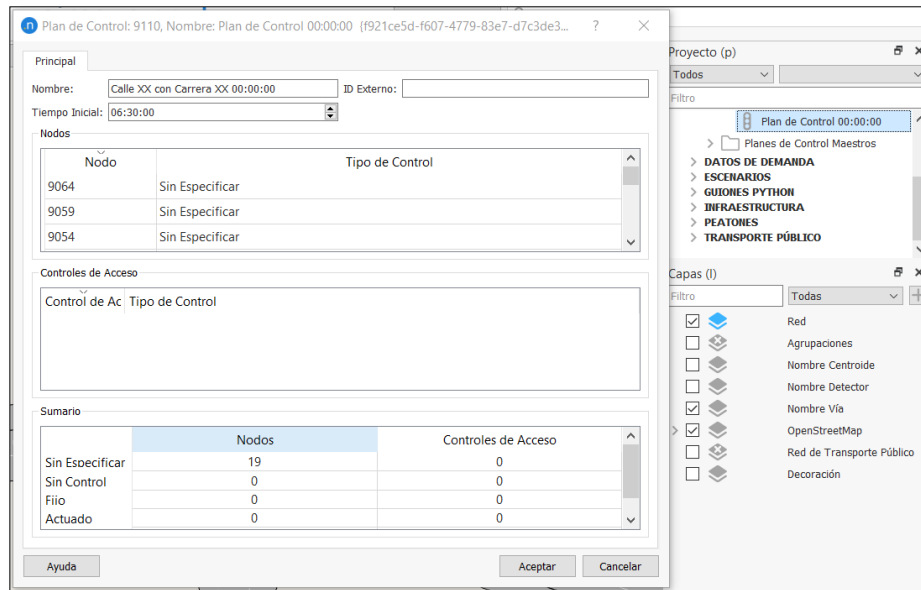 Plan de Control: 9110, Nombre: Plan de Control 00:00:00 {f921ce5d-f607-4779-83e7-d7c3de3... ? ×
Principal
Nombre: Calle XX con Carrera XX 00:00:00 ID Externo:
Tiempo Inicial: 06:30:00
Nodos
Nodo Tipo de Control
9064 Sin Especificar
9059 Sin Especificar
9054 Sin Especificar
Controles de Acceso
Control de Ac Tipo de Control
Sumario
Nodos Controles de Acceso
Sin Especificar 19 0
Sin Control 0 0
Fijo 0 0
Actuado 0 0
Ayuda Aceptar Cancelar
Proyecto (p)
Todos
Filtro
Plan de Control 00:00:00
Planes de Control Maestros
DATOS DE DEMANDA
ESCENARIOS
GUIONES PYTHON
INFRAESTRUCTURA
PEATONES
TRANSPORTE PÚBLICO
Capas (l)
Filtro Todas
Red
Agrupaciones
Nombre Centroide
Nombre Detector
Nombre Vía
OpenStreetMap
Red de Transporte Público
Decoración